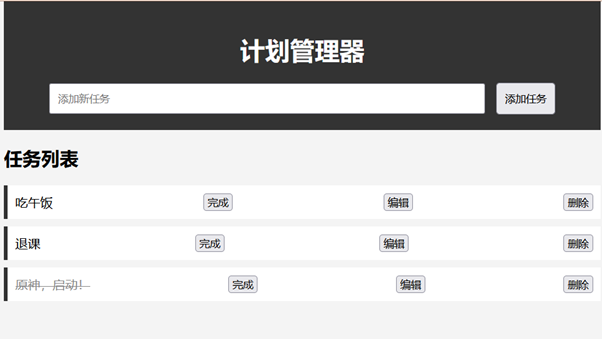 计划管理器
添加新任务 添加任务
任务列表
吃午饭 完成 编辑 删除
退课 完成 编辑 删除
原神，启动！ 完成 编辑 删除